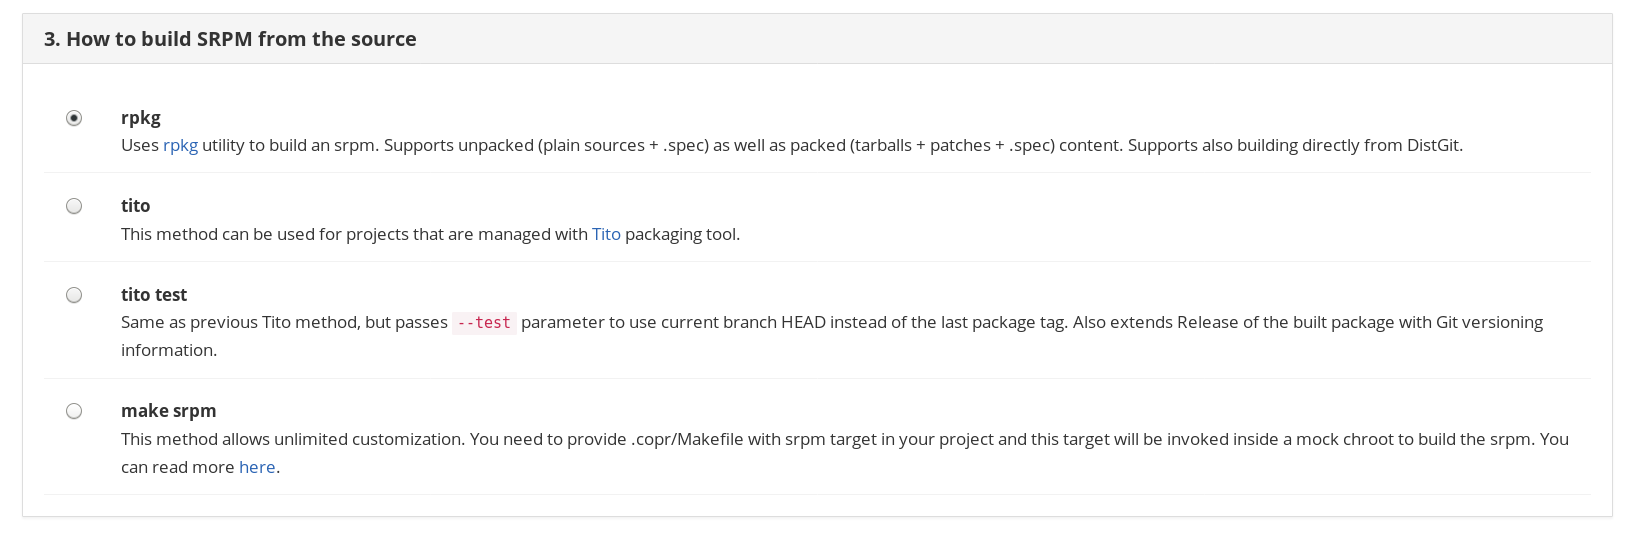 3. How to build SRPM from the source
rpkg
Uses rpkg utility to build an srpm. Supports unpacked (plain sources + .spec) as well as packed (tarballs + patches + .spec) content. Supports also building directly from DistGit.
tito
This method can be used for projects that are managed with Tito packaging tool.
tito test
Same as previous Tito method, but passes --test parameter to use current branch HEAD instead of the last package tag. Also extends Release of the built package with Git versioning
information.
make srpm
This method allows unlimited customization. You need to provide .copr/Makefile with srpm target in your project and this target will be invoked inside a mock chroot to build the srpm. You
can read more here.